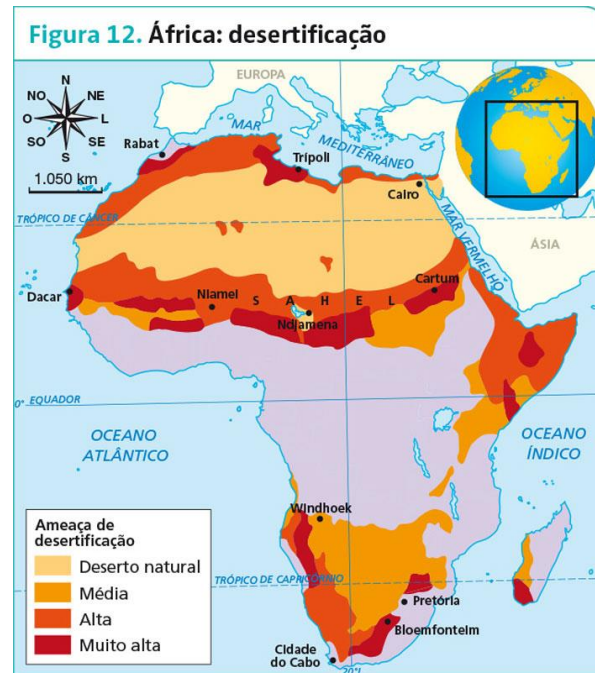 Figura 12. África: desertificação
EUROPA
N
NO
NE
O
L
SO
SE
S
1.050 km
MAR
MEDITERRÂNEO
Rabat
Trípoli
Cairo
TRÓPICO DE CÂNCER
MAR VERMELHO
ÁSIA
Dacar
Niamel
SAHEL
Cartum
Ndjamena
0° EQUADOR
OCEANO
ATLÂNTICO
OCEANO
ÍNDICO
Windhoek
TRÓPICO DE CAPRICÓRNIO
Pretória
Bloemfonteim
Cidade
do Cabo
20°L
Ameaça de
desertificação
Deserto natural
Média
Alta
Muito alta